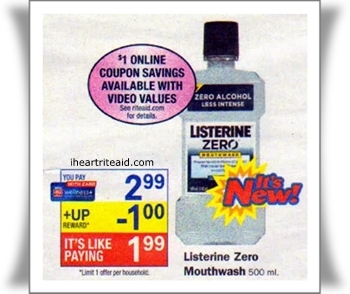 $1 ONLINE
COUPON SAVINGS
AVAILABLE WITH
VIDEO VALUES
See riteaid.com
for details.
ZERO ALCOHOL
LESS INTENSE
LISTERINE
ZERO
MOUTHWASH
iheartriteaid.com
YOU PAY
WITH CARD
wellness+
2.99
+UP
REWARD*
-1.00
IT'S LIKE
PAYING
1.99
*Limit 1 offer per household.
It's
New!
Listerine Zero
Mouthwash 500 ml.